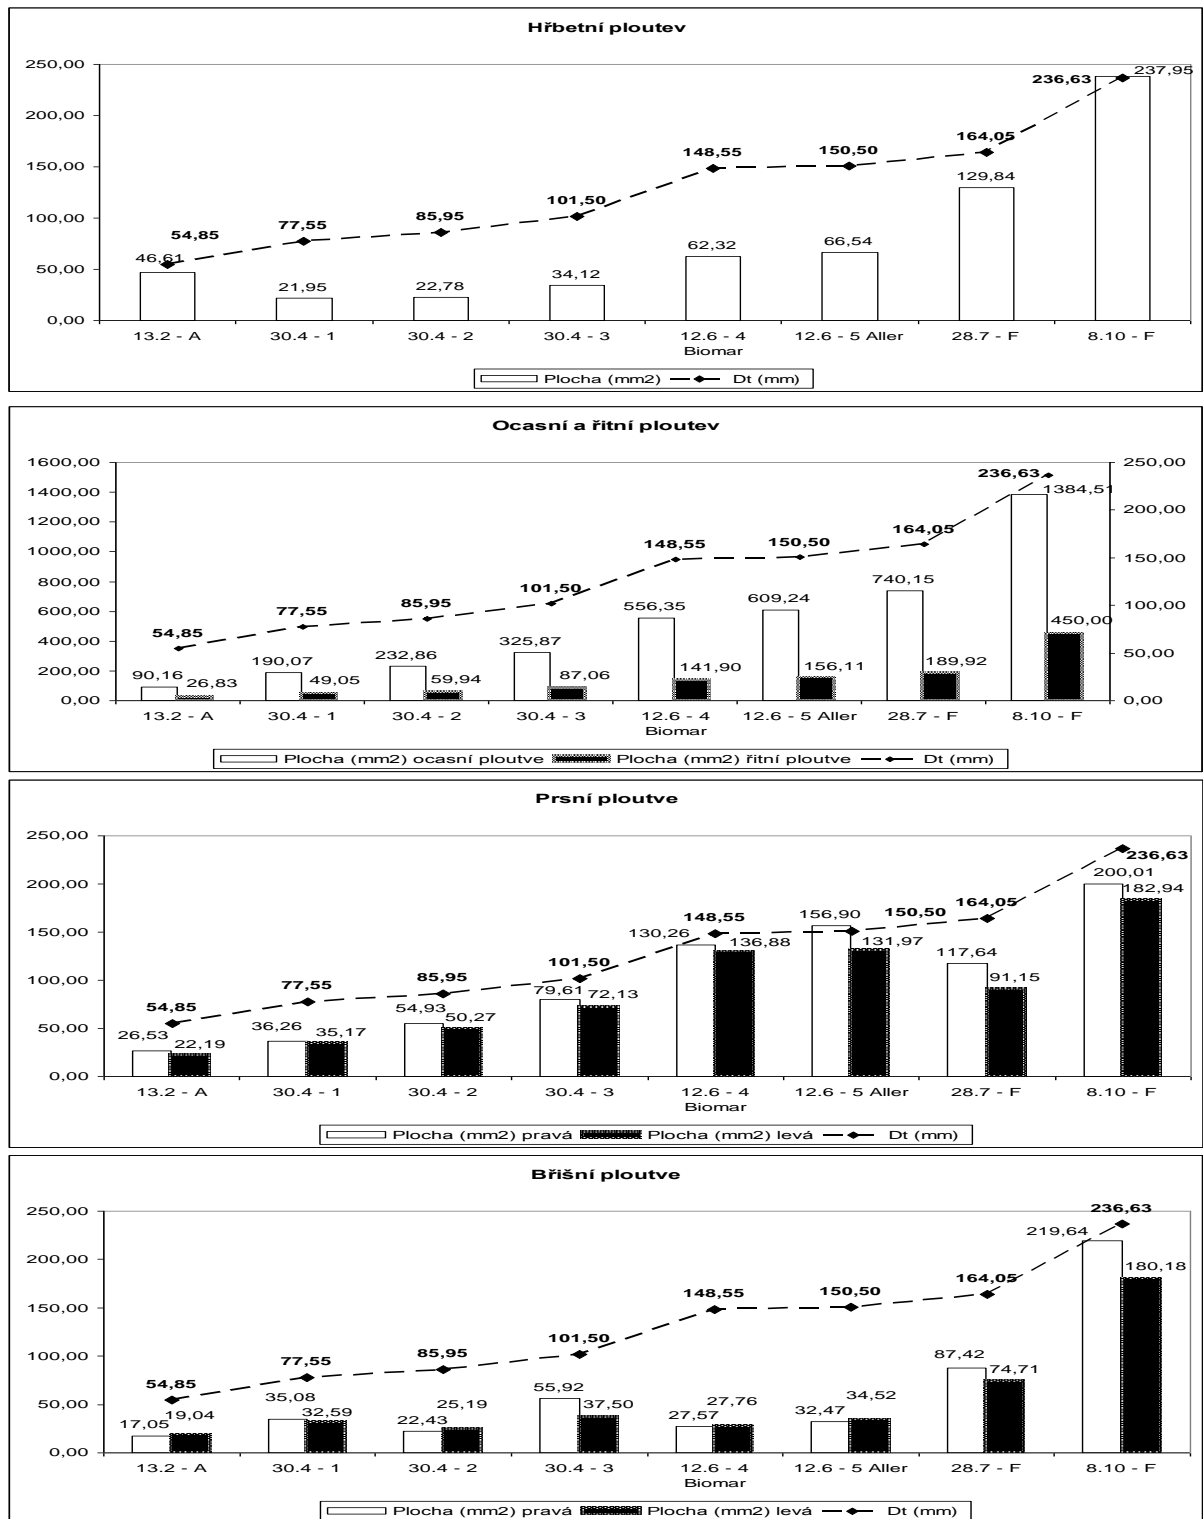 Hřbetní ploutev
250,00
200,00
150,00
100,00
50,00
0,00
46,61
54,85
21,95
77,55
22,78
85,95
34,12
101,50
62,32
148,55
66,54
150,50
129,84
164,05
236,63
237,95
13.2 - A
30.4 - 1
30.4 - 2
30.4 - 3
12.6 - 4
Biomar
12.6 - 5 Aller
28.7 - F
8.10 - F
Plocha (mm2)
Dt (mm)
Ocasní a řitní ploutev
1600,00
1400,00
1200,00
1000,00
800,00
600,00
400,00
200,00
0,00
250,00
200,00
150,00
100,00
50,00
0,00
54,85
90,16
26,83
77,55
190,07
49,05
85,95
232,86
59,94
101,50
325,87
87,06
148,55
556,35
141,90
150,50
609,24
156,11
164,05
740,15
189,92
236,63
1384,51
450,00
13.2 - A
30.4 - 1
30.4 - 2
30.4 - 3
12.6 - 4
Biomar
12.6 - 5 Aller
28.7 - F
8.10 - F
Plocha (mm2) ocasní ploutve
Plocha (mm2) řitní ploutve
Dt (mm)
Prsní ploutve
250,00
200,00
150,00
100,00
50,00
0,00
54,85
26,53
22,19
77,55
36,26
35,17
85,95
54,93
50,27
101,50
79,61
72,13
148,55
130,26
136,88
156,90
150,50
131,97
164,05
117,64
91,15
236,63
200,01
182,94
13.2 - A
30.4 - 1
30.4 - 2
30.4 - 3
12.6 - 4
Biomar
12.6 - 5 Aller
28.7 - F
8.10 - F
Plocha (mm2) pravá
Plocha (mm2) levá
Dt (mm)
Břišní ploutve
250,00
200,00
150,00
100,00
50,00
0,00
54,85
17,05
19,04
77,55
35,08
32,59
85,95
22,43
25,19
101,50
55,92
37,50
148,55
27,57
27,76
150,50
32,47
34,52
164,05
87,42
74,71
236,63
219,64
180,18
13.2 - A
30.4 - 1
30.4 - 2
30.4 - 3
12.6 - 4
Biomar
12.6 - 5 Aller
28.7 - F
8.10 - F
Plocha (mm2) pravá
Plocha (mm2) levá
Dt (mm)